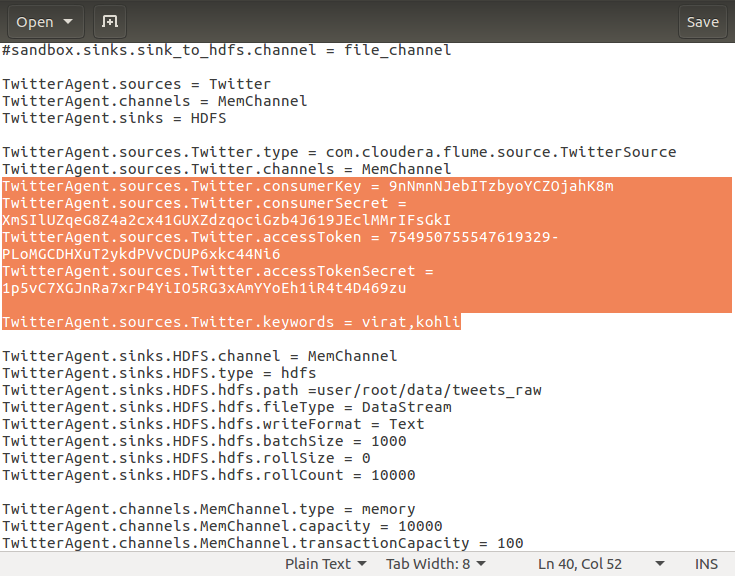 Open
Save
#sandbox.sinks.sink_to_hdfs.channel = file_channel
TwitterAgent.sources = Twitter
TwitterAgent.channels = MemChannel
TwitterAgent.sinks = HDFS
TwitterAgent.sources.Twitter.type = com.cloudera.flume.source.TwitterSource
TwitterAgent.sources.Twitter.channels = MemChannel
TwitterAgent.sources.Twitter.consumerKey = 9nNmnNJebITzbyoYCZOjahK8m
TwitterAgent.sources.Twitter.consumerSecret =
XmSIlUZqeG8Z4a2cx41GUXZdzqociGzb4J619JEclMMrIFsGkI
TwitterAgent.sources.Twitter.accessToken = 754950755547619329-
PLoMGCDHXuT2ykdPVvCDUP6xkc44Ni6
TwitterAgent.sources.Twitter.accessTokenSecret =
1p5vC7XGJnRa7xrP4YiIO5RG3xAmYYoEh1iR4t4D469zu
TwitterAgent.sources.Twitter.keywords = virat,kohli
TwitterAgent.sinks.HDFS.channel = MemChannel
TwitterAgent.sinks.HDFS.type = hdfs
TwitterAgent.sinks.HDFS.hdfs.path =user/root/data/tweets_raw
TwitterAgent.sinks.HDFS.hdfs.fileType = DataStream
TwitterAgent.sinks.HDFS.hdfs.writeFormat = Text
TwitterAgent.sinks.HDFS.hdfs.batchSize = 1000
TwitterAgent.sinks.HDFS.hdfs.rollSize = 0
TwitterAgent.sinks.HDFS.hdfs.rollCount = 10000
TwitterAgent.channels.MemChannel.type = memory
TwitterAgent.channels.MemChannel.capacity = 10000
TwitterAgent.channels.MemChannel.transactionCapacity = 100
Plain Text Tab Width: 8 Ln 40, Col 52 INS